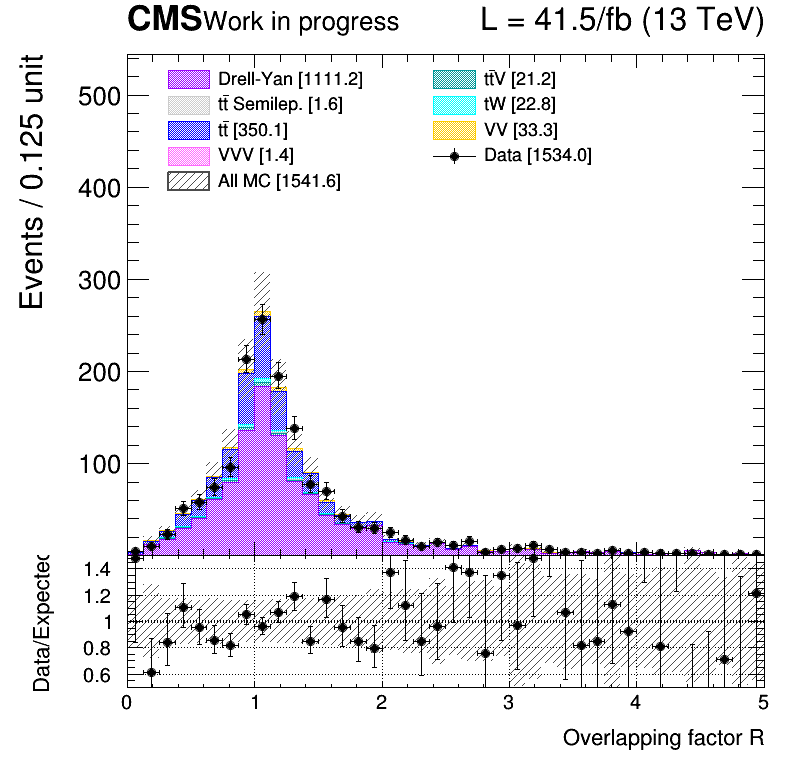 CMS Work in progress L = 41.5/fb (13 TeV)
Events / 0.125 unit
500
400
300
200
100
Drell-Yan [1111.2]
tt̄ Semilep. [1.6]
tt̄ [350.1]
VVV [1.4]
All MC [1541.6]
tt̄V [21.2]
tW [22.8]
VV [33.3]
Data [1534.0]
Data/Expected
1.4
1.2
1
0.8
0.6
0 1 2 3 4 5
Overlapping factor R